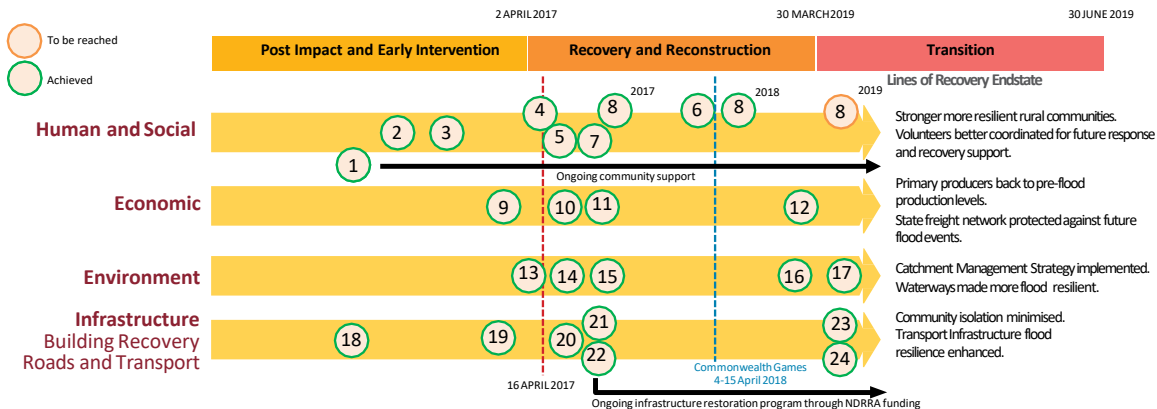 2 APRIL 2017
30 MARCH 2019
30 JUNE 2019
To be reached
Achieved
Post Impact and Early Intervention
Recovery and Reconstruction
Transition
Lines of Recovery Endstate
Human and Social
1
2
3
4
5
7
8
2017
6
8
2018
8
2019
Ongoing community support
Stronger more resilient rural communities.
Volunteers better coordinated for future response
and recovery support.
Economic
9
10
11
12
Primary producers back to pre-flood
production levels.
State freight network protected against future
flood events.
Environment
13
14
15
16
17
Catchment Management Strategy implemented.
Waterways made more flood resilient.
Infrastructure
Building Recovery
Roads and Transport
18
19
20
21
22
23
24
Community isolation minimised.
Transport Infrastructure flood
resilience enhanced.
16 APRIL 2017
Commonwealth Games
4-15 April 2018
Ongoing infrastructure restoration program through NDRRA funding